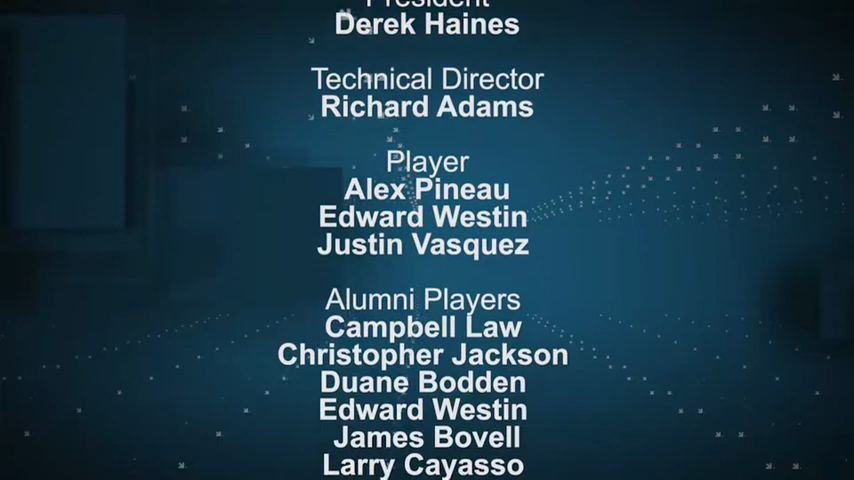 President
Derek Haines
Technical Director
Richard Adams
Player
Alex Pineau
Edward Westin
Justin Vasquez
Alumni Players
Campbell Law
Christopher Jackson
Duane Bodden
Edward Westin
James Bovell
Larry Cayasso